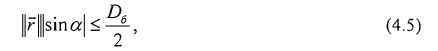 ‖r⃗‖|sin α| ≤ D_б / 2 , (4.5)